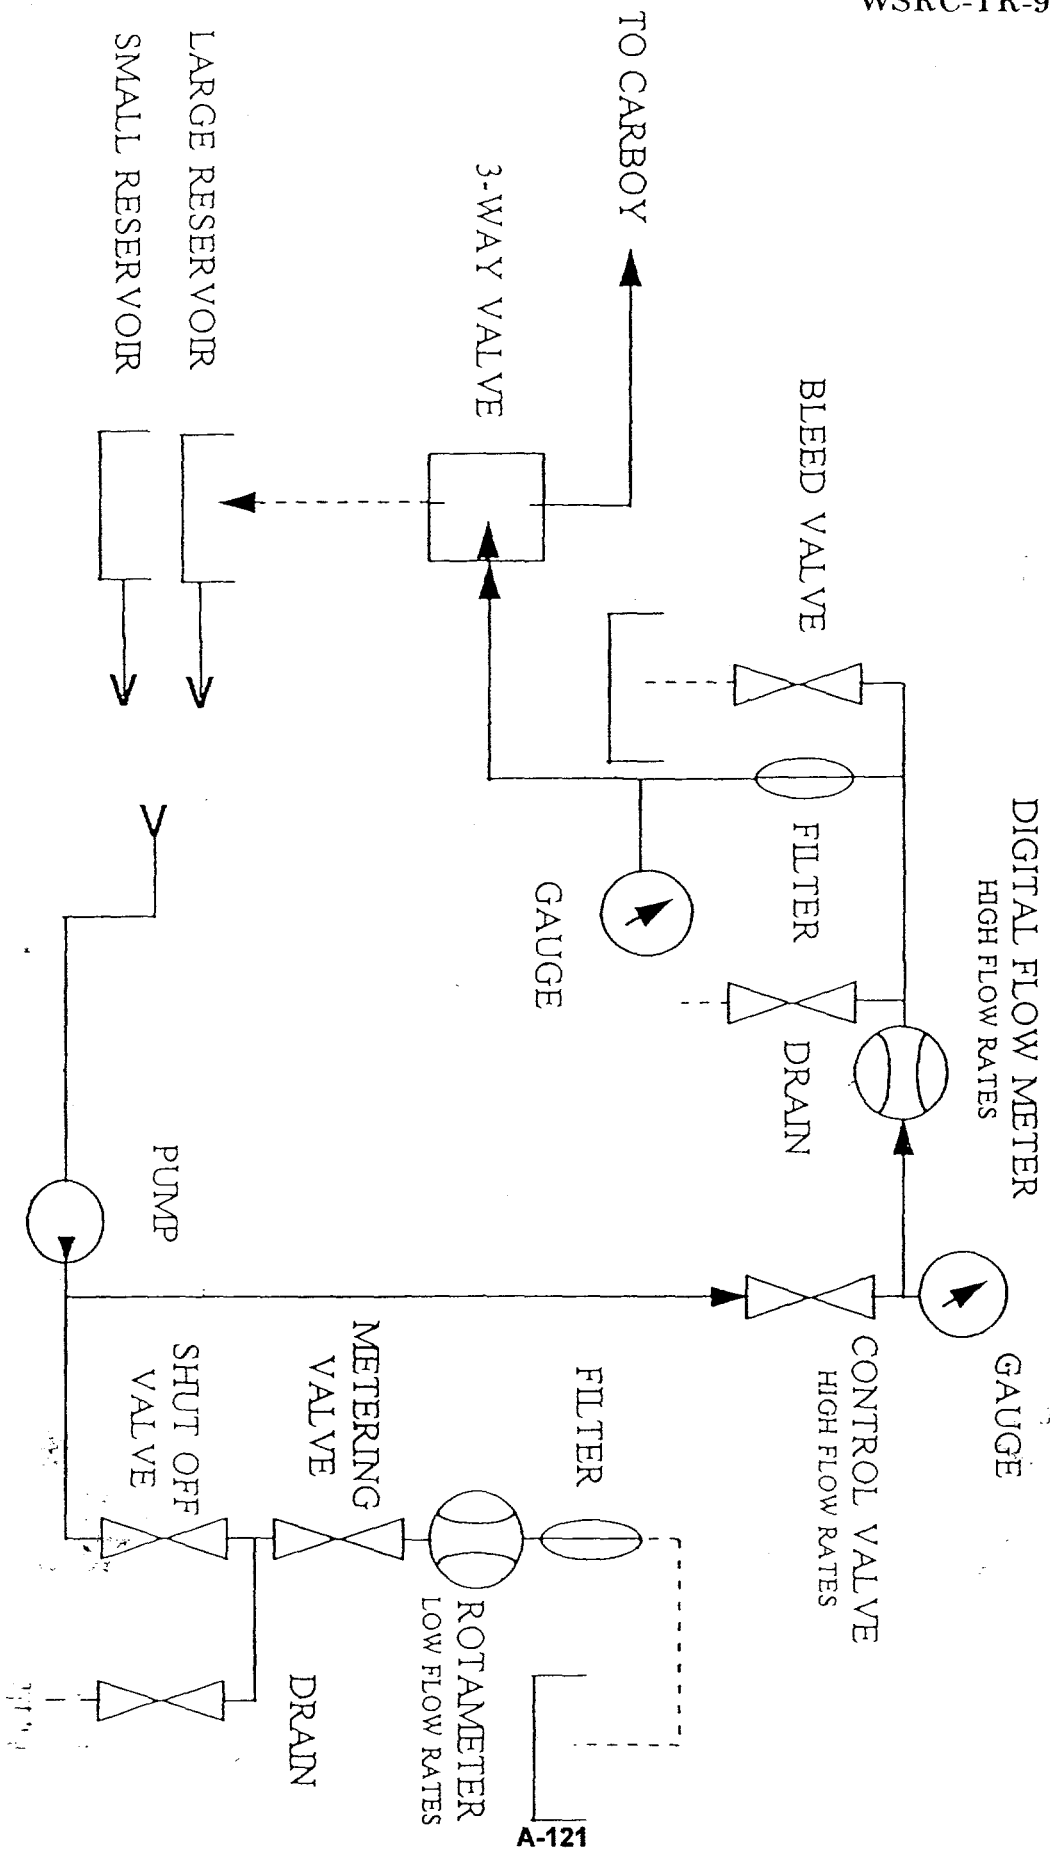 WSRC-TR-9
TO CARBOY
LARGE RESERVOIR
SMALL RESERVOIR
3-WAY VALVE
BLEED VALVE
DIGITAL FLOW METER
HIGH FLOW RATES
FILTER
GAUGE
DRAIN
PUMP
GAUGE
CONTROL VALVE
HIGH FLOW RATES
SHUT OFF
VALVE
METERING
VALVE
FILTER
ROTAMETER
LOW FLOW RATES
DRAIN
A-121